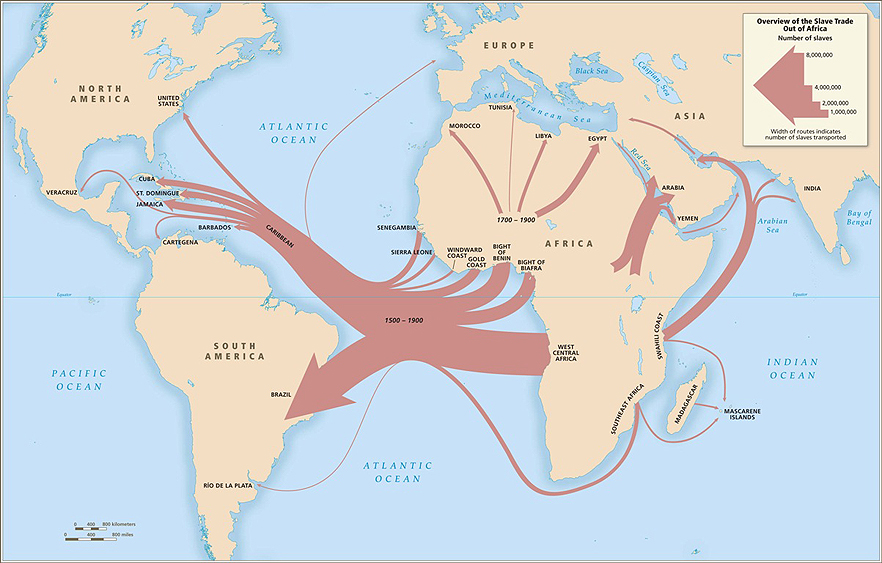 Overview of the Slave Trade
Out of Africa
Number of slaves
8,000,000
4,000,000
2,000,000
1,000,000
Width of routes indicates
number of slaves transported
NORTH
AMERICA
UNITED
STATES
ATLANTIC
OCEAN
EUROPE
Black Sea
Caspian
Sea
Mediterranean Sea
ASIA
TUNISIA
MOROCCO
LIBYA
EGYPT
Red Sea
ARABIA
INDIA
CUBA
VERACRUZ
ST. DOMINGUE
JAMAICA
BARBADOS
CARTEGENA
CARIBBEAN
SENEGAMBIA
SIERRA LEONE
WINDWARD
COAST
GOLD
COAST
BIGHT
OF
BENIN
BIGHT OF
BIAFRA
1700 – 1900
AFRICA
YEMEN
Arabian
Sea
Bay of
Bengal
Equator
Equator
1500 – 1900
SOUTH
AMERICA
WEST
CENTRAL
AFRICA
SWAHILI COAST
PACIFIC
OCEAN
INDIAN
OCEAN
BRAZIL
SOUTHEAST AFRICA
MADAGASCAR
MASCARENE
ISLANDS
ATLANTIC
OCEAN
RÍO DE LA PLATA
0 400 800 kilometers
0 400 800 miles